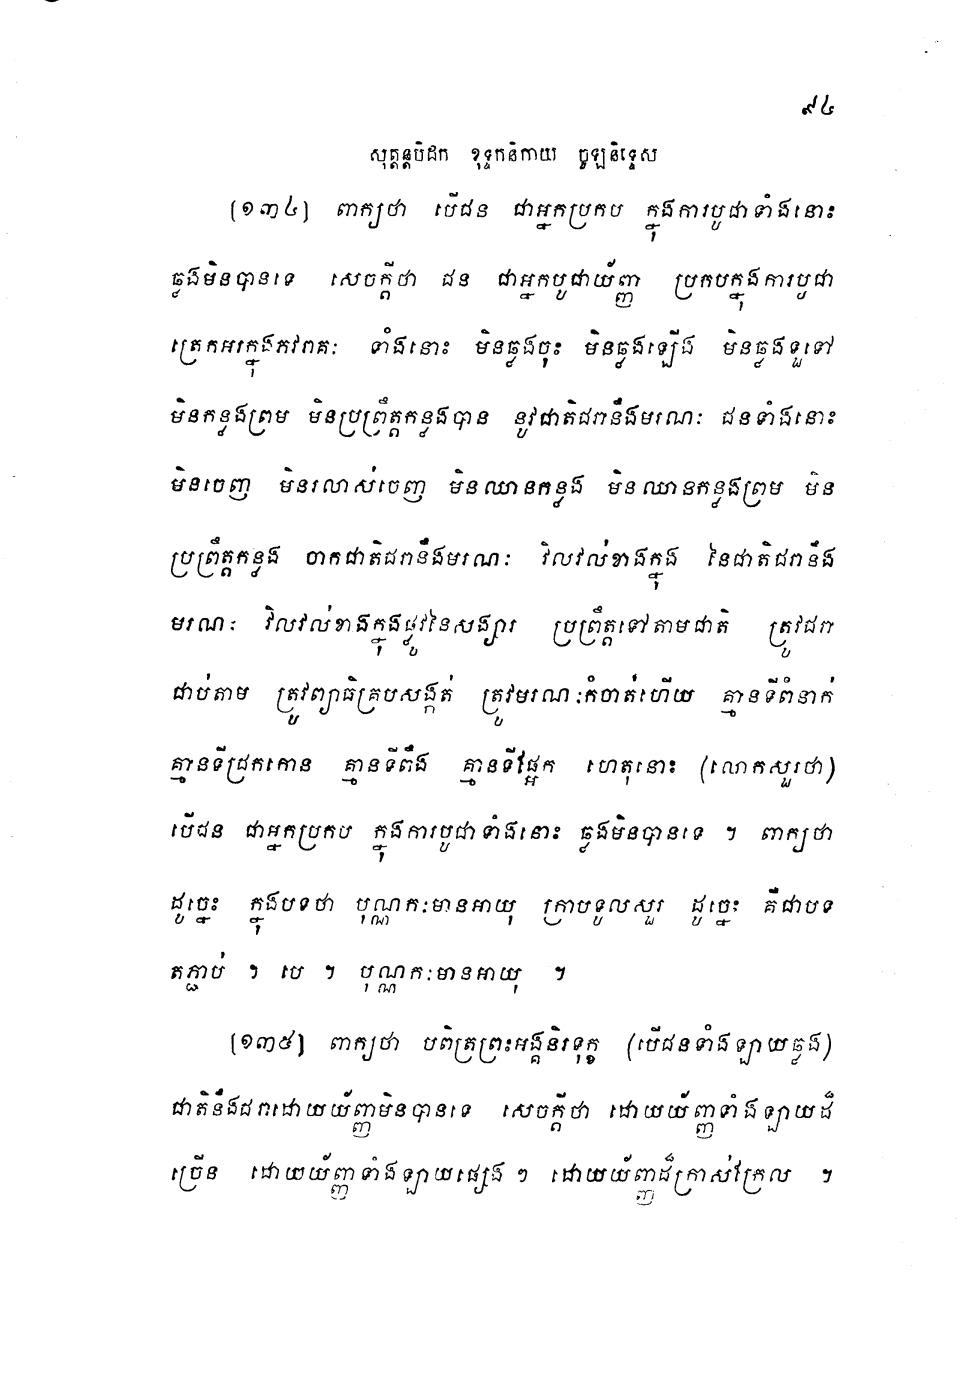 ៩៤
សុត្តន្តបិដក ខុទ្ទកនិកាយ ចូឡនិទ្ទេស
[១៣៤] ពាក្យថា បើជន ជាអ្នកប្រកប ក្នុងការបូជាទាំងនោះ
ឆ្លងមិនបានទេ សេចក្តីថា ជន ជាអ្នកបូជាយ័ញ្ញ ប្រកបក្នុងការបូជា
ត្រេកអរក្នុងភវរាគៈ ទាំងនោះ មិនឆ្លងចុះ មិនឆ្លងឡើង មិនឆ្លងទួទៅ
មិនកន្លងព្រម មិនប្រព្រឹត្តកន្លងបាន នូវជាតិជរានឹងមរណៈ ជនទាំងនោះ
មិនចេញ មិនរលាស់ចេញ មិនឈានកន្លង មិនឈានកន្លងព្រម មិន
ប្រព្រឹត្តកន្លង ចាកជាតិជរានឹងមរណៈ វិលវល់ខាងក្នុង នៃជាតិជរានឹង
មរណៈ វិលវល់ខាងក្នុងផ្លូវនៃសង្សារ ប្រព្រឹត្តទៅតាមជាតិ ត្រូវជរា
ជាប់តាម ត្រូវព្យាធិគ្របសង្កត់ ត្រូវមរណៈកំចាត់ហើយ គ្មានទីពំនាក់
គ្មានទីជ្រកកោន គ្មានទីពឹង គ្មានទីផ្អែក ហេតុនោះ (លោកសួរថា)
បើជន ជាអ្នកប្រកប ក្នុងការបូជាទាំងនោះ ឆ្លងមិនបានទេ ។ ពាក្យថា
ដូច្នេះ ក្នុងបទថា បុណ្ណកៈមានអាយុ ក្រាបទូលសួរ ដូច្នេះ គឺជាបទ
តភ្ជាប់ ។ បេ ។ បុណ្ណកៈមានអាយុ ។
[១៣៥] ពាក្យថា បពិត្រព្រះអង្គនិរទុក្ខ (បើជនទាំងឡាយឆ្លង)
ជាតិនឹងជរាដោយយ័ញ្ញមិនបានទេ សេចក្តីថា ដោយយ័ញ្ញទាំងឡាយដ៏
ច្រើន ដោយយ័ញ្ញទាំងឡាយផ្សេងៗ ដោយយ័ញ្ញដ៏ក្រាស់ក្រែល ។